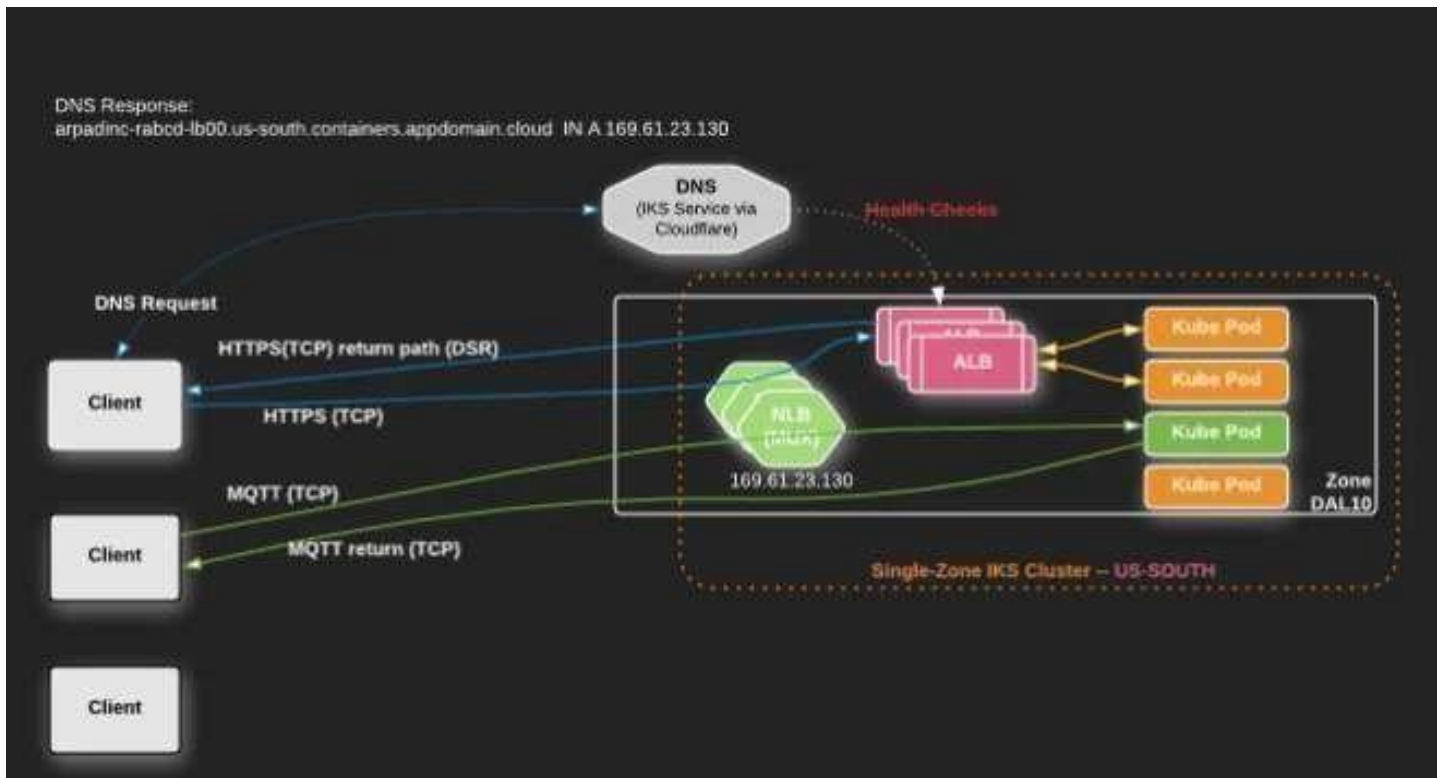 DNS Response:
arpadinc-rabcd-lb00.us-south.containers.appdomain.cloud IN A 169.61.23.130
DNS
(IKS Service via
Cloudflare)
Health Checks
DNS Request
HTTPS(TCP) return path (DSR)
Client
HTTPS (TCP)
ALB
ALB
Kube Pod
Kube Pod
NLB
(MUX)
Kube Pod
169.61.23.130
Kube Pod
Zone
DAL10
MQTT (TCP)
Client
MQTT return (TCP)
Single-Zone IKS Cluster – US-SOUTH
Client